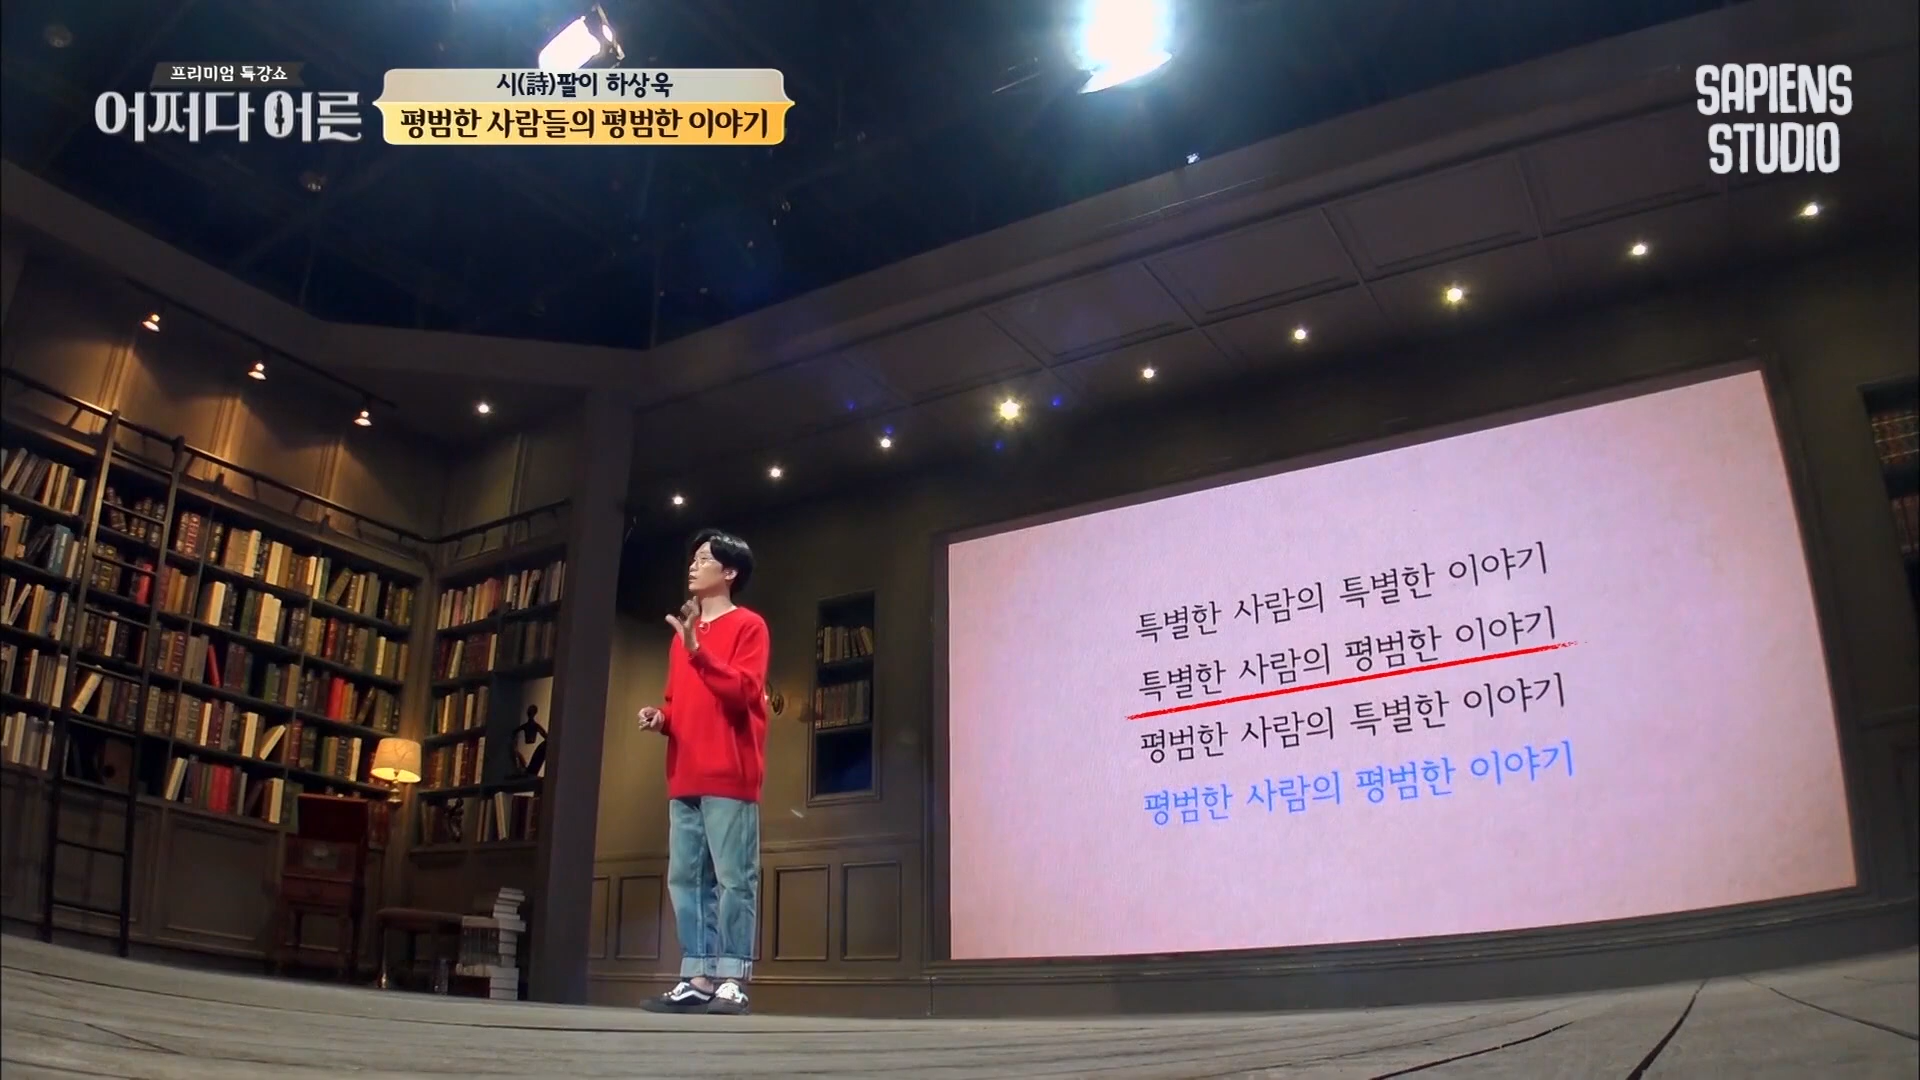 프리미엄 특강쇼
어쩌다 어른
시(詩)팔이 하상욱
평범한 사람들의 평범한 이야기
SAPIENS
STUDIO
특별한 사람의 특별한 이야기
특별한 사람의 평범한 이야기
평범한 사람의 특별한 이야기
평범한 사람의 평범한 이야기